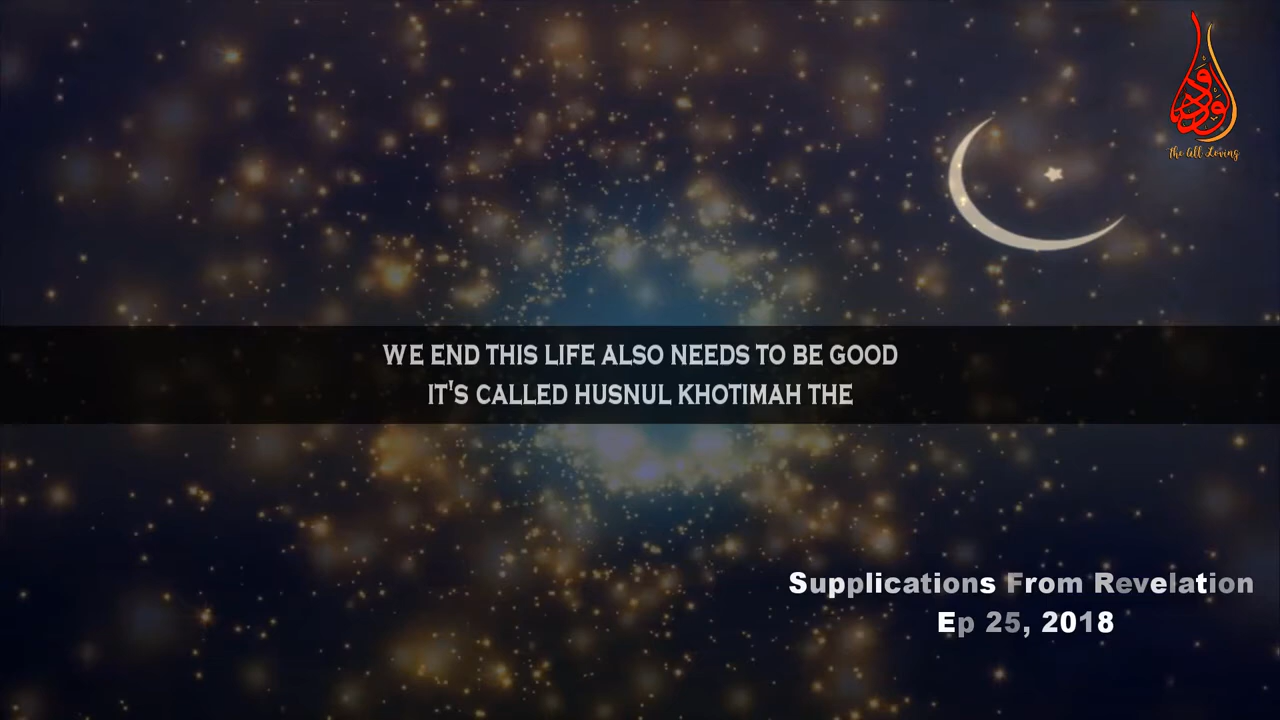 الودود
The All Loving
WE END THIS LIFE ALSO NEEDS TO BE GOOD
IT'S CALLED HUSNUL KHOTIMAH THE
Supplications From Revelation
Ep 25, 2018